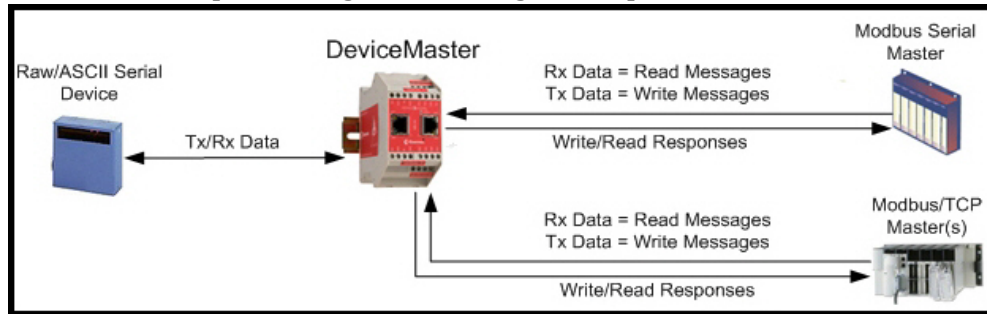 DeviceMaster
Modbus Serial
Master
Raw/ASCII Serial
Device
Rx Data = Read Messages
Tx Data = Write Messages
Tx/Rx Data
Write/Read Responses
Modbus/TCP
Master(s)
Rx Data = Read Messages
Tx Data = Write Messages
Write/Read Responses